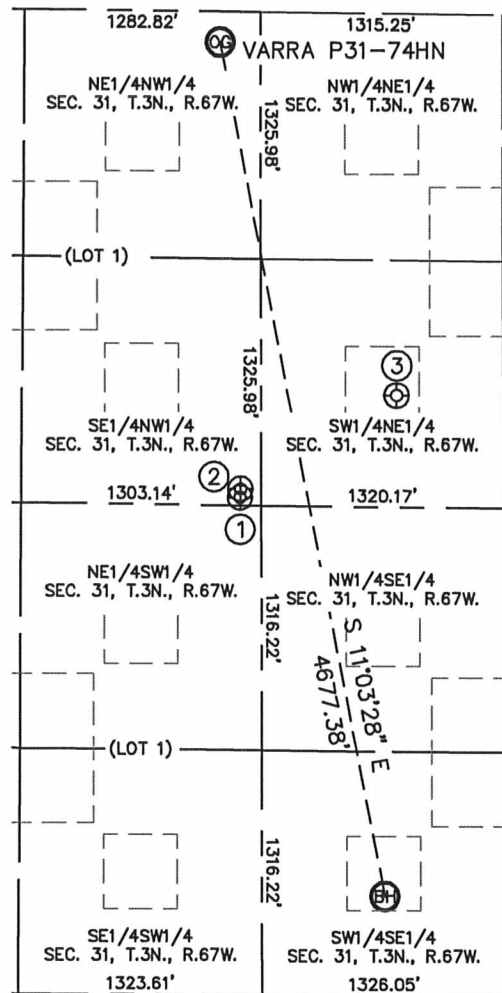 1282.82' 1315.25'
OG VARRA P31-74HN
NE1/4NW1/4
SEC. 31, T.3N., R.67W.
NW1/4NE1/4
SEC. 31, T.3N., R.67W.
1325.98'
(LOT 1)
1325.98'
3
SE1/4NW1/4
SEC. 31, T.3N., R.67W.
SW1/4NE1/4
SEC. 31, T.3N., R.67W.
2
1303.14' 1320.17'
1
NE1/4SW1/4
SEC. 31, T.3N., R.67W.
NW1/4SE1/4
SEC. 31, T.3N., R.67W.
1316.22'
S 11°03'28" E
4677.38'
(LOT 1)
1316.22'
BH
SE1/4SW1/4
SEC. 31, T.3N., R.67W.
SW1/4SE1/4
SEC. 31, T.3N., R.67W.
1323.61' 1326.05'